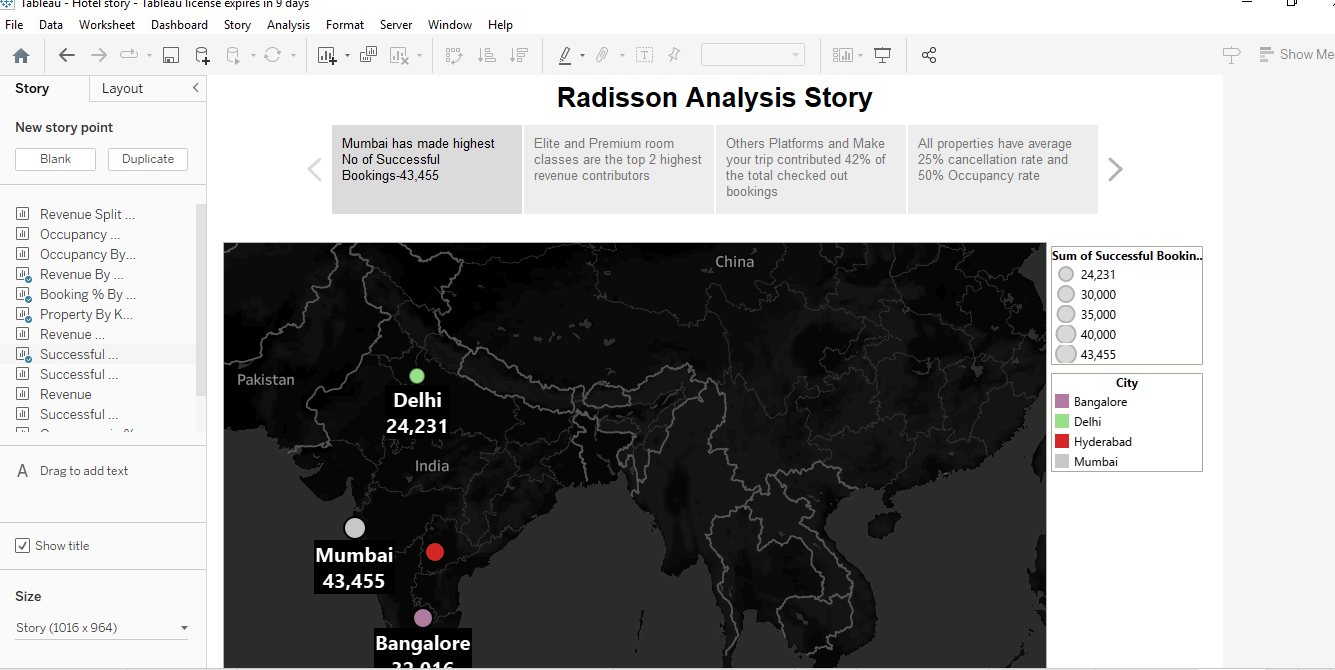 Tableau - Hotel story - Tableau license expires in 9 days
File Data Worksheet Dashboard Story Analysis Format Server Window Help
Show Me
Story Layout
New story point
Blank Duplicate
Revenue Split ...
Occupancy ...
Occupancy By...
Revenue By ...
Booking % By ...
Property By K...
Revenue ...
Successful ...
Successful ...
Revenue
Successful ...
A Drag to add text
Show title
Size
Story (1016 x 964)
Radisson Analysis Story
Mumbai has made highest
No of Successful
Bookings-43,455
Elite and Premium room
classes are the top 2 highest
revenue contributors
Others Platforms and Make
your trip contributed 42% of
the total checked out
bookings
All properties have average
25% cancellation rate and
50% Occupancy rate
China
Pakistan
Delhi
24,231
India
Mumbai
43,455
Bangalore
32,016
Sum of Successful Bookin..
24,231
30,000
35,000
40,000
43,455
City
Bangalore
Delhi
Hyderabad
Mumbai